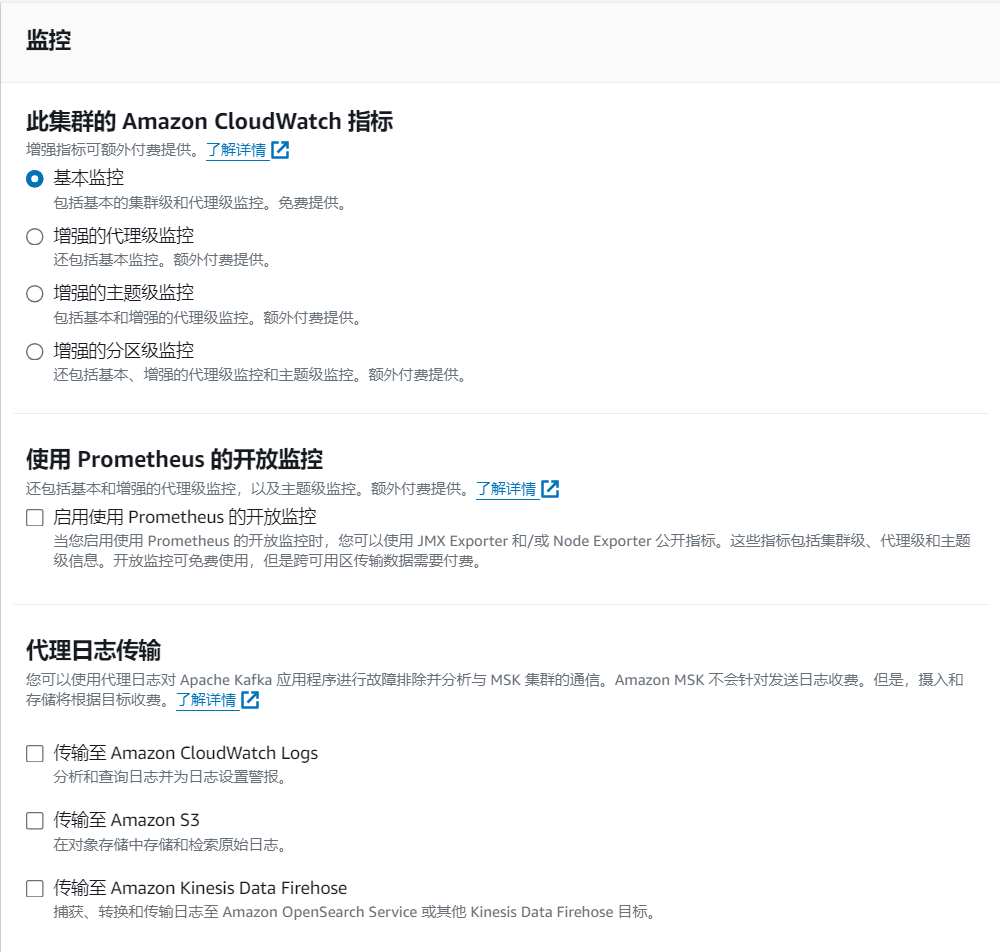 监控
此集群的 Amazon CloudWatch 指标
增强指标可额外付费提供。了解详情
基本监控
包括基本的集群级和代理级监控。免费提供。
增强的代理级监控
还包括基本监控。额外付费提供。
增强的主题级监控
包括基本和增强的代理级监控。额外付费提供。
增强的分区级监控
还包括基本、增强的代理级监控和主题级监控。额外付费提供。
使用 Prometheus 的开放监控
还包括基本和增强的代理级监控，以及主题级监控。额外付费提供。了解详情
启用使用 Prometheus 的开放监控
当您启用使用 Prometheus 的开放监控时，您可以使用 JMX Exporter 和/或 Node Exporter 公开指标。这些指标包括集群级、代理级和主题
级信息。开放监控可免费使用，但是跨可用区传输数据需要付费。
代理日志传输
您可以使用代理日志对 Apache Kafka 应用程序进行故障排除并分析与 MSK 集群的通信。Amazon MSK 不会针对发送日志收费。但是，摄入和
存储将根据目标收费。了解详情
传输至 Amazon CloudWatch Logs
分析和查询日志并为日志设置警报。
传输至 Amazon S3
在对象存储中存储和检索原始日志。
传输至 Amazon Kinesis Data Firehose
捕获、转换和传输日志至 Amazon OpenSearch Service 或其他 Kinesis Data Firehose 目标。